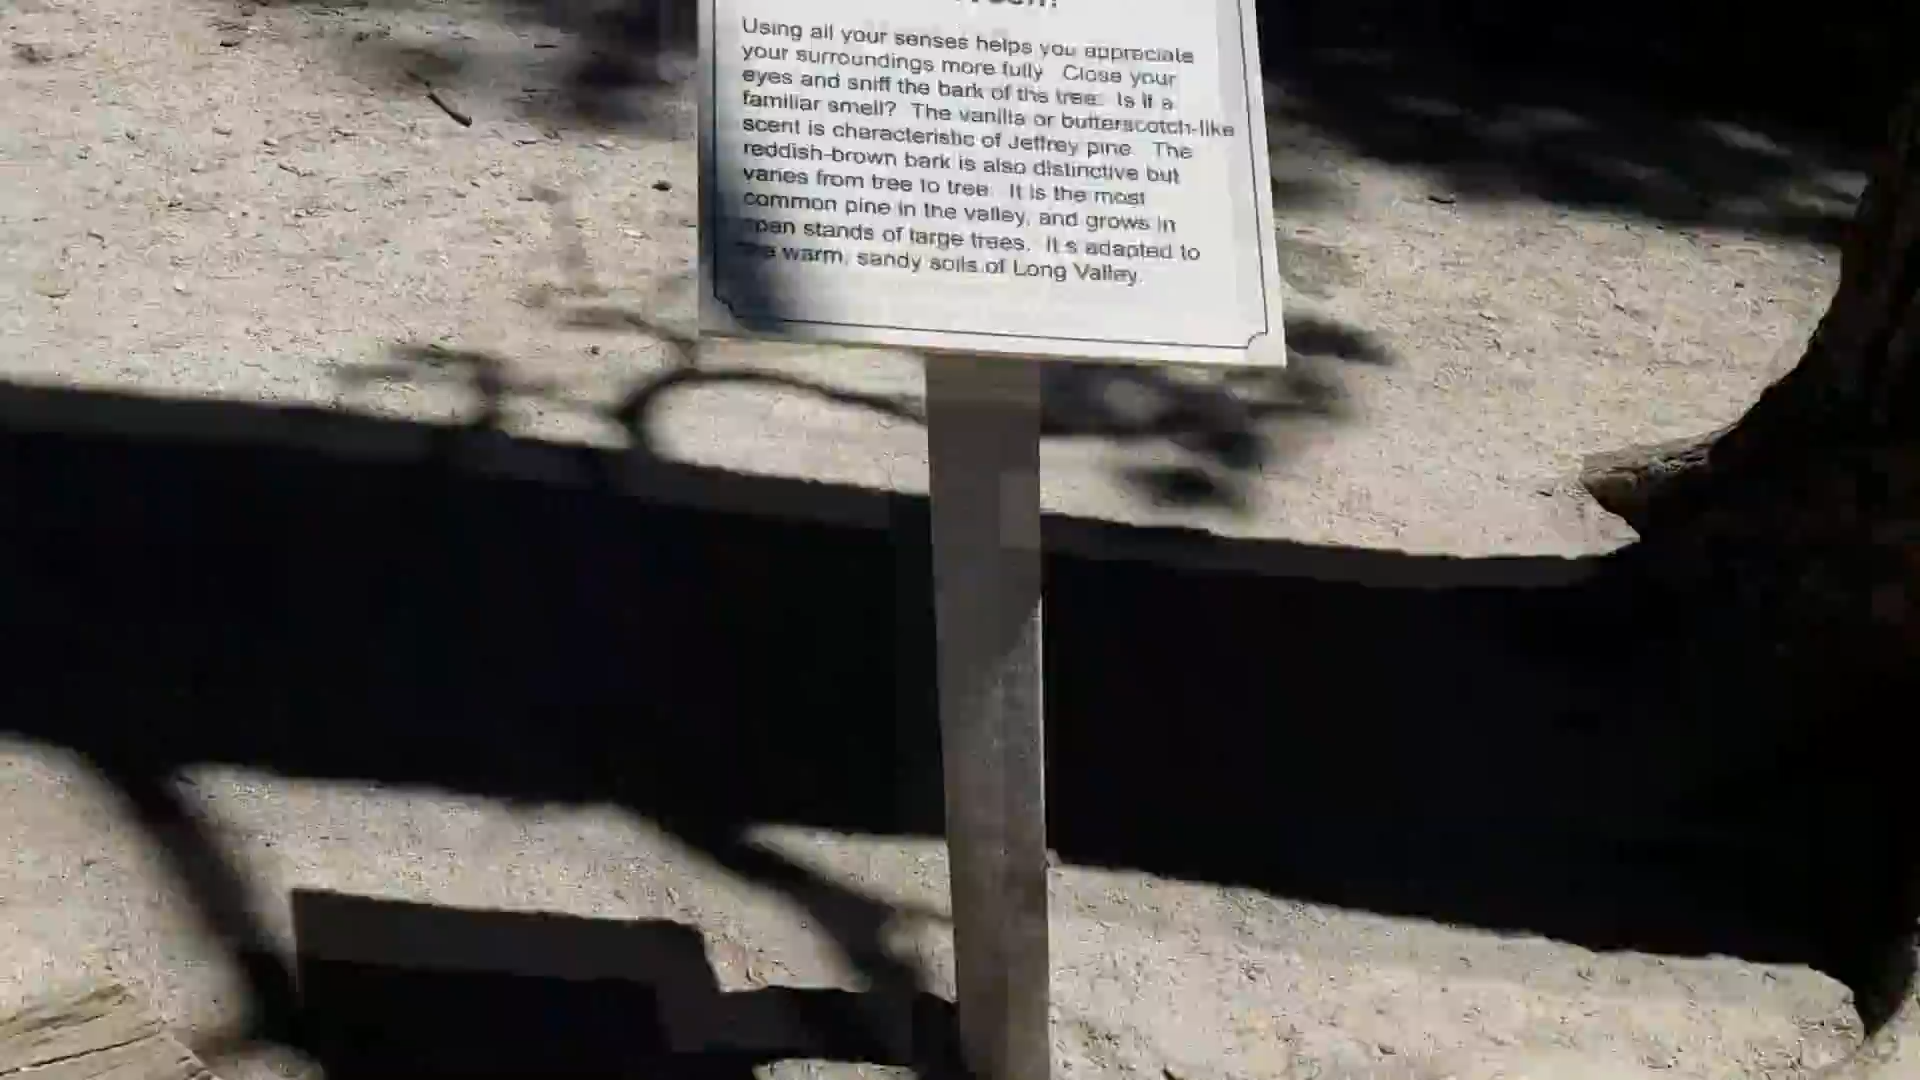 Using all your senses helps you appreciate
your surroundings more fully. Close your
eyes and sniff the bark of this tree. Is it a
familiar smell? The vanilla or butterscotch-like
scent is characteristic of Jeffrey pine. The
reddish-brown bark is also distinctive but
varies from tree to tree. It is the most
common pine in the valley, and grows in
open stands of large trees. It's adapted to
the warm, sandy soils of Long Valley.